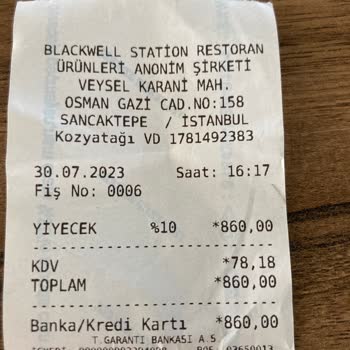 BLACKWELL STATION RESTORAN
ÜRÜNLERİ ANONİM ŞİRKETİ
VEYSEL KARANİ MAH.
OSMAN GAZİ CAD.NO:158
SANCAKTEPE / İSTANBUL
Kozyatağı VD 1781492383
30.07.2023 Saat: 16:17
Fiş No: 0006
YİYECEK %10 *860,00
KDV *78,18
TOPLAM *860,00
Banka/Kredi Kartı *860,00
T.GARANTİ BANKASI A.S